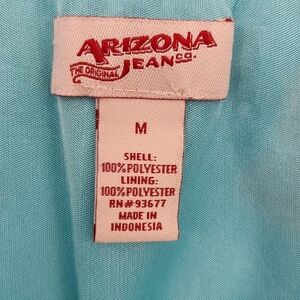 ARIZONA
THE ORIGINAL JEAN CO.
M
SHELL:
100% POLYESTER
LINING:
100% POLYESTER
RN# 93677
MADE IN
INDONESIA